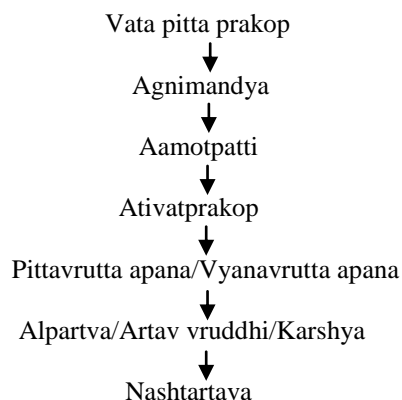 Vata pitta prakop
Agnimandya
Aamotpatti
Ativatprakop
Pittavrutta apana/Vyanavrutta apana
Alpartva/Artav vruddhi/Karshya
Nashtartava